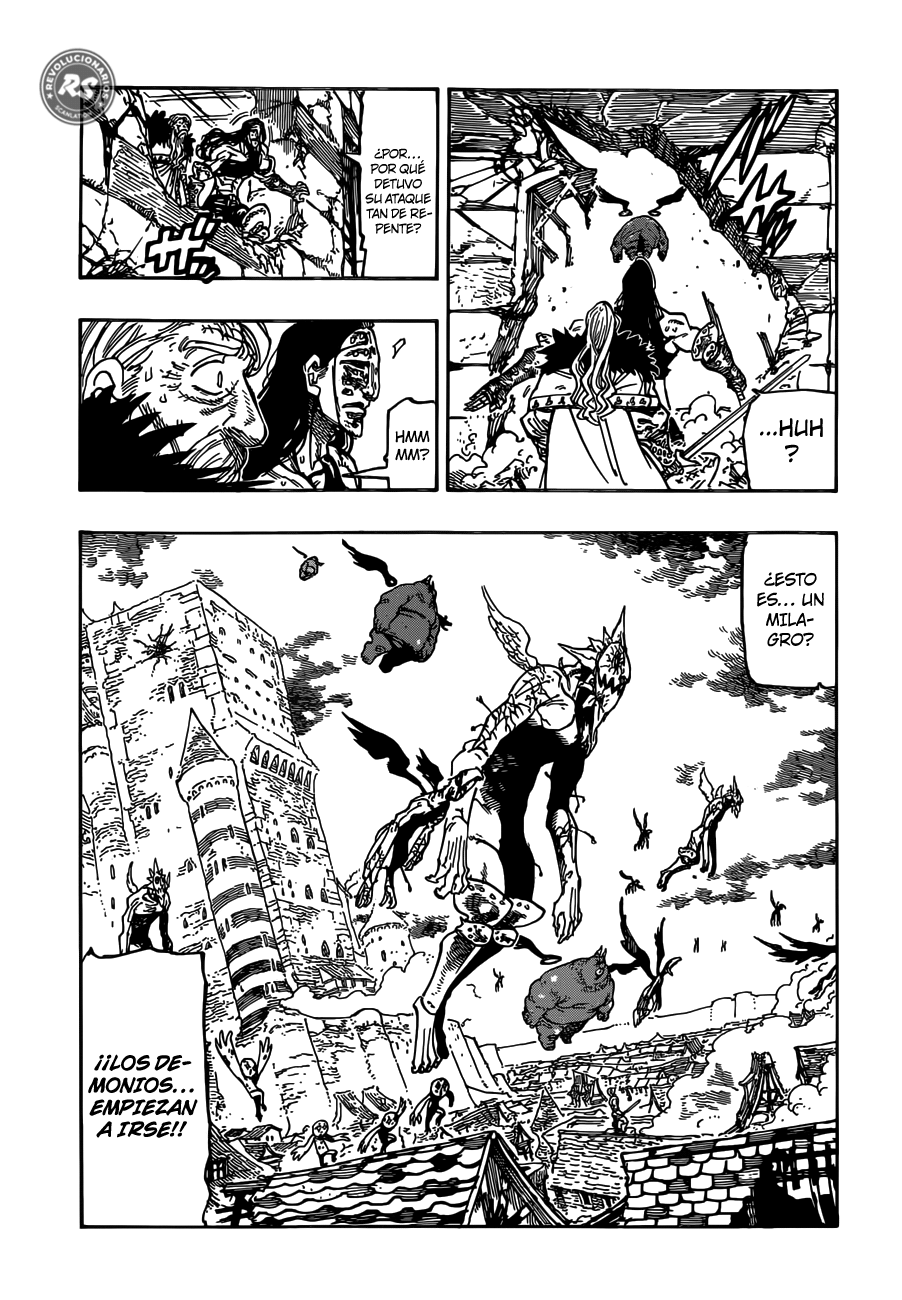 REVOLUCIONARIOS
RS
...HUH
?
¿POR...
POR QUÉ
DETUVO
SU ATAQUE
TAN DE RE-
PENTE?
HMM
MM?
¿ESTO
ES... UN
MILA-
GRO?
¡¡LOS DE-
MONIOS...
EMPIEZAN
A IRSE!!